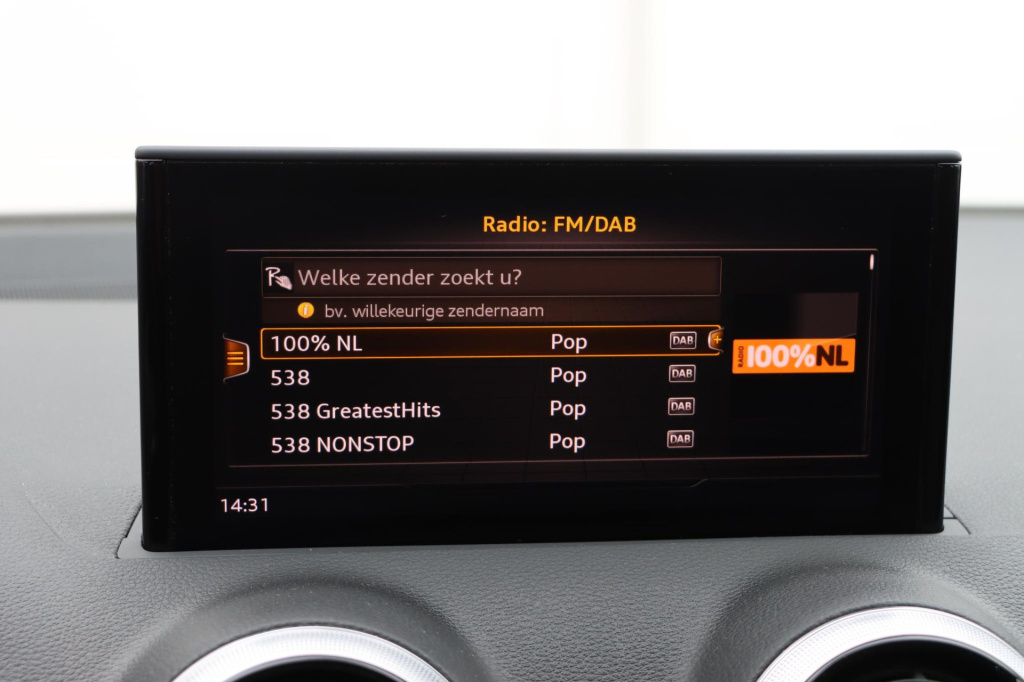 Radio: FM/DAB
Welke zender zoekt u?
i bv. willekeurige zendernaam
100% NL Pop DAB +
538 Pop DAB
538 GreatestHits Pop DAB
538 NONSTOP Pop DAB
RADIO 100%NL
14:31